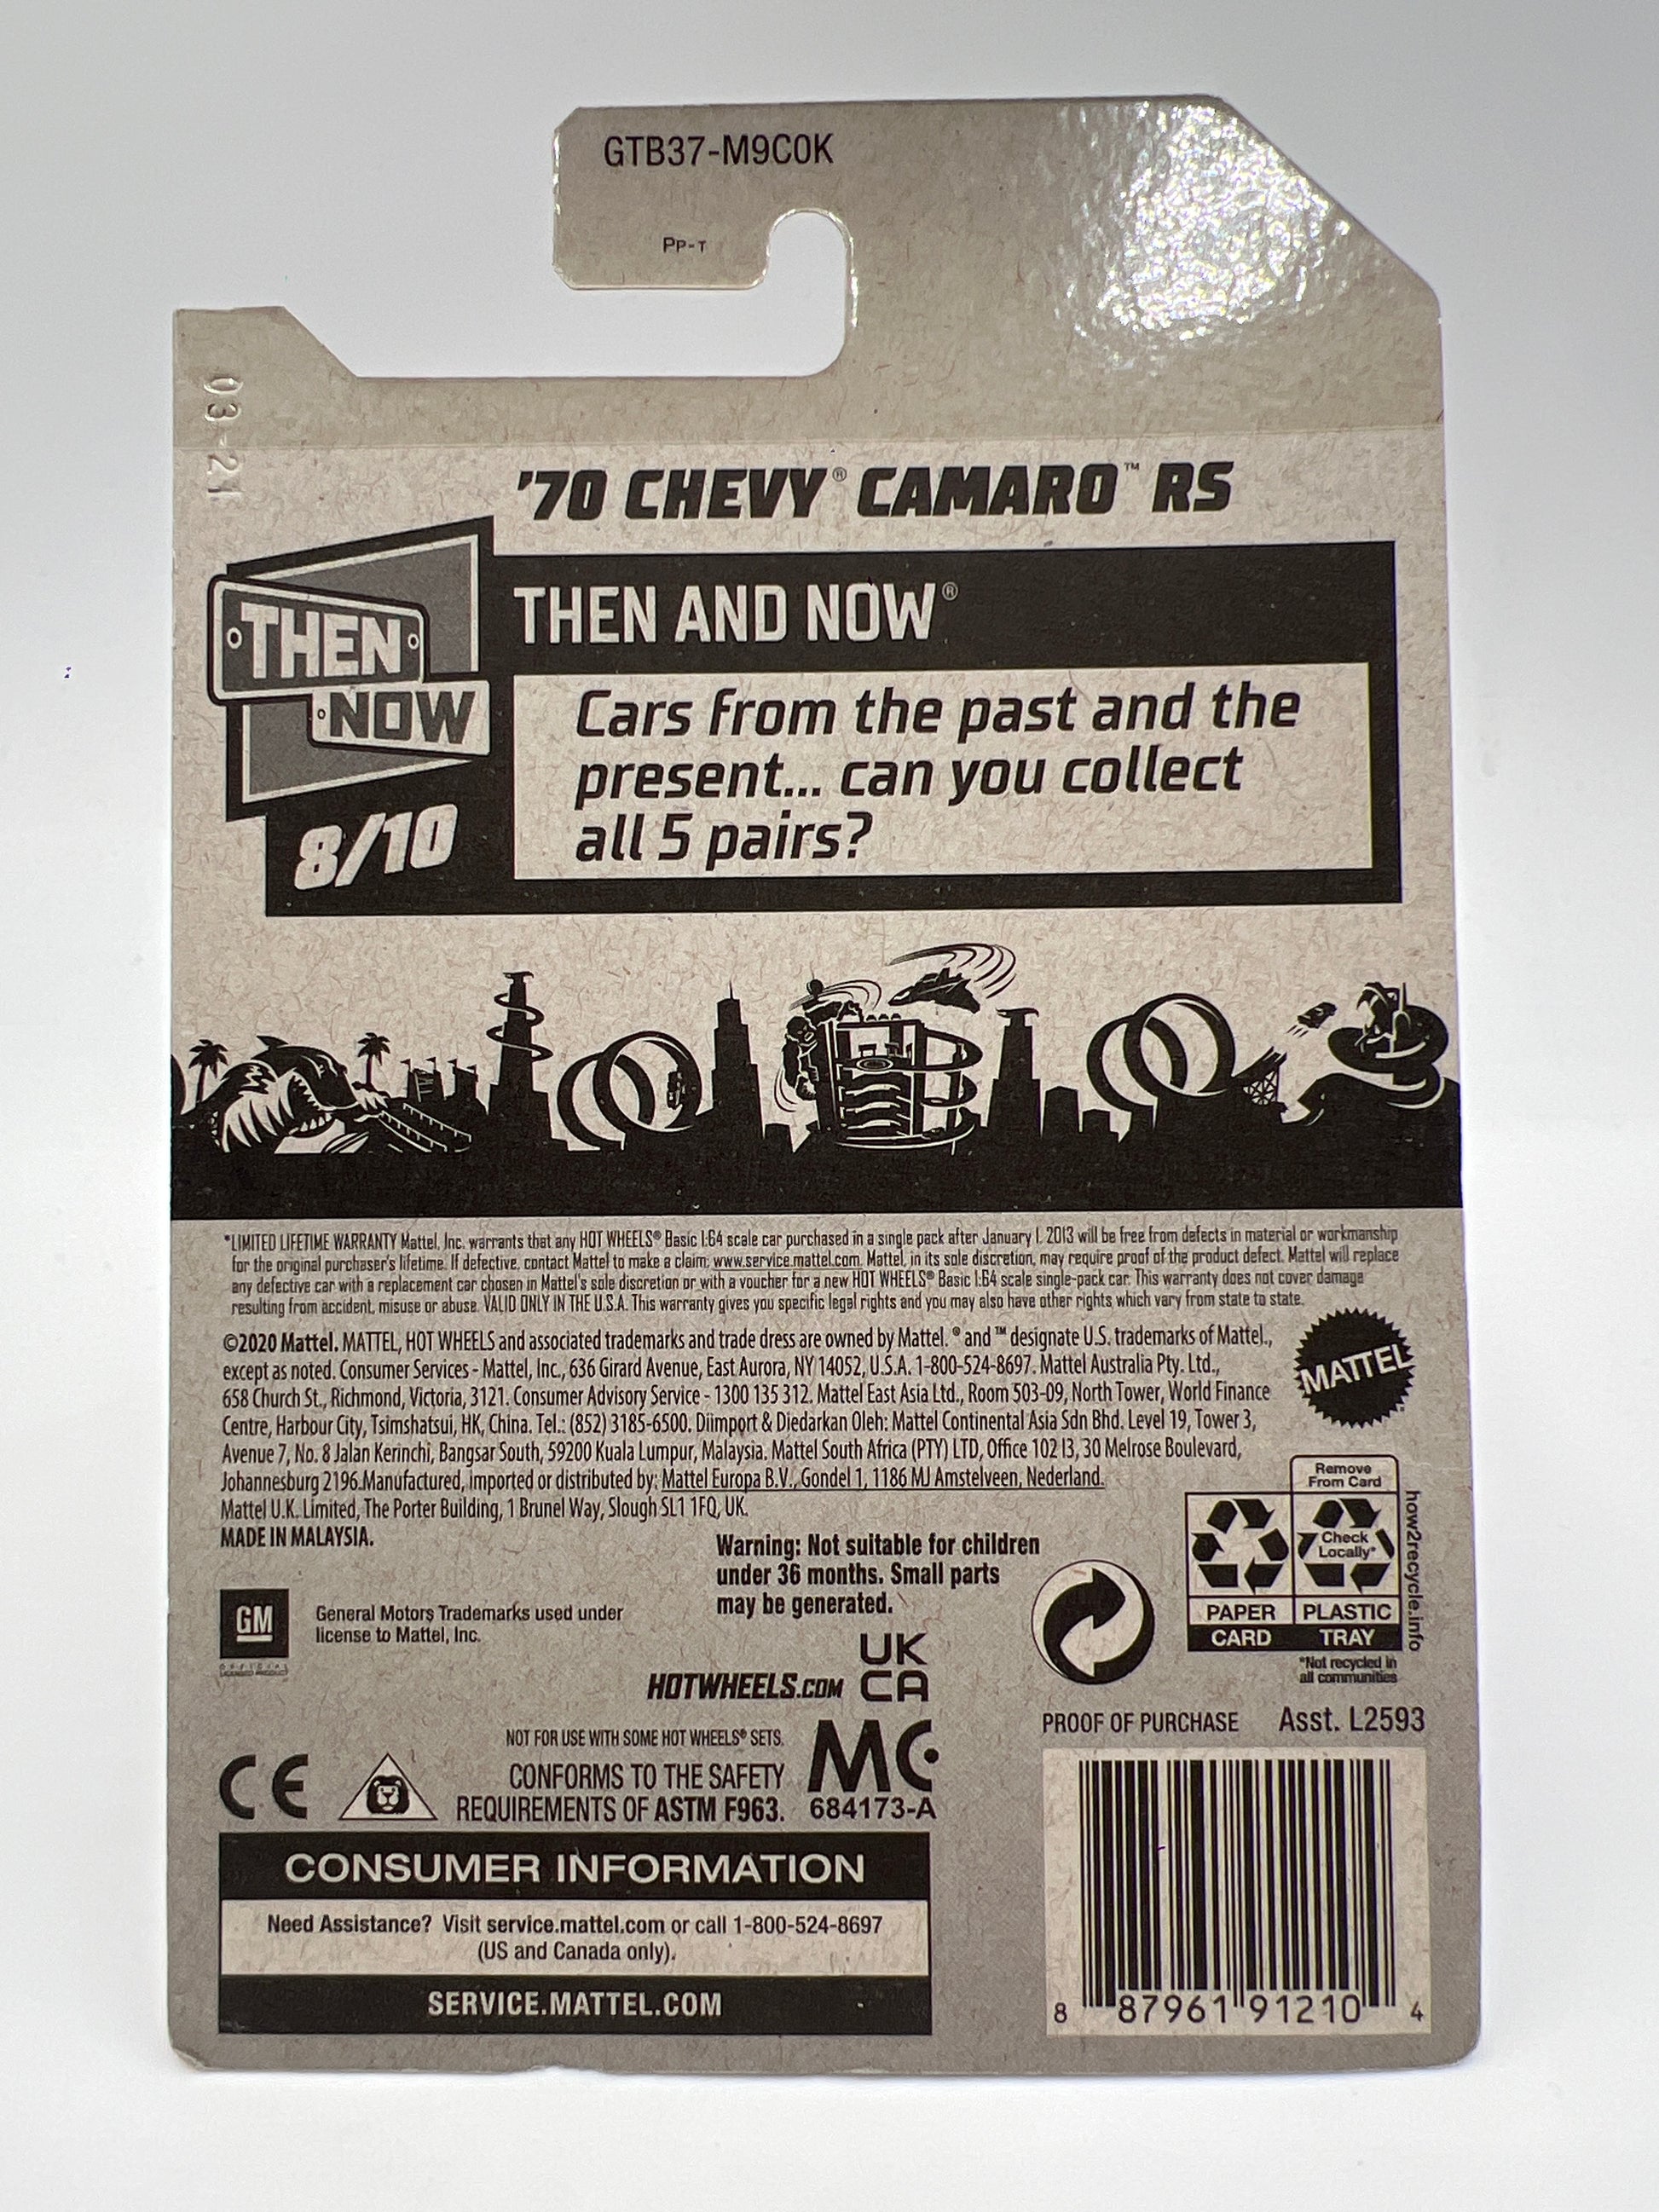 GTB37-M9C0K
PP-T
03-21
'70 CHEVY® CAMARO™ RS
THEN
NOW
8/10
THEN AND NOW®
Cars from the past and the
present... can you collect
all 5 pairs?
*LIMITED LIFETIME WARRANTY Mattel, Inc. warrants that any HOT WHEELS® Basic 1:64 scale car purchased in a single pack after January 1, 2013 will be free from defects in material or workmanship
for the original purchaser's lifetime. If defective, contact Mattel to make a claim; www.service.mattel.com. Mattel, in its sole discretion, may require proof of the product defect. Mattel will replace
any defective car with a replacement car chosen in Mattel's sole discretion or with a voucher for a new HOT WHEELS® Basic 1:64 scale single-pack car. This warranty does not cover damage
resulting from accident, misuse or abuse. VALID ONLY IN THE U.S.A. This warranty gives you specific legal rights and you may also have other rights which vary from state to state.
©2020 Mattel. MATTEL, HOT WHEELS and associated trademarks and trade dress are owned by Mattel. ® and ™ designate U.S. trademarks of Mattel.,
except as noted. Consumer Services - Mattel, Inc., 636 Girard Avenue, East Aurora, NY 14052, U.S.A. 1-800-524-8697. Mattel Australia Pty. Ltd.,
658 Church St., Richmond, Victoria, 3121. Consumer Advisory Service - 1300 135 312. Mattel East Asia Ltd., Room 503-09, North Tower, World Finance
Centre, Harbour City, Tsimshatsui, HK, China. Tel.: (852) 3185-6500. Diimport & Diedarkan Oleh: Mattel Continental Asia Sdn Bhd. Level 19, Tower 3,
Avenue 7, No. 8 Jalan Kerinchi, Bangsar South, 59200 Kuala Lumpur, Malaysia. Mattel South Africa (PTY) LTD, Office 102 I3, 30 Melrose Boulevard,
Johannesburg 2196.Manufactured, imported or distributed by: Mattel Europa B.V., Gondel 1, 1186 MJ Amstelveen, Nederland.
Mattel U.K. Limited, The Porter Building, 1 Brunel Way, Slough SL1 1FQ, UK.
MADE IN MALAYSIA.
MATTEL
Remove
From Card
Check
Locally*
PAPER
PLASTIC
CARD
TRAY
how2recycle.info
*Not recycled in
all communities
Warning: Not suitable for children
under 36 months. Small parts
may be generated.
GM
OFFICIAL
LICENSED PRODUCT
General Motors Trademarks used under
license to Mattel, Inc.
HOTWHEELS.COM
UK
CA
NOT FOR USE WITH SOME HOT WHEELS® SETS.
CE
CONFORMS TO THE SAFETY
REQUIREMENTS OF ASTM F963.
MC
684173-A
PROOF OF PURCHASE
Asst. L2593
CONSUMER INFORMATION
Need Assistance? Visit service.mattel.com or call 1-800-524-8697
(US and Canada only).
SERVICE.MATTEL.COM
8 87961 91210 4